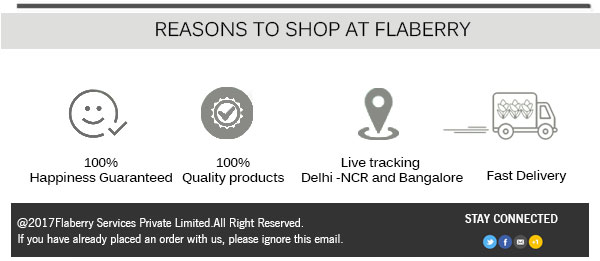 REASONS TO SHOP AT FLABERRY
100%
Happiness Guaranteed
100%
Quality products
Live tracking
Delhi -NCR and Bangalore
Fast Delivery
@2017Flaberry Services Private Limited.All Right Reserved.
If you have already placed an order with us, please ignore this email.
STAY CONNECTED